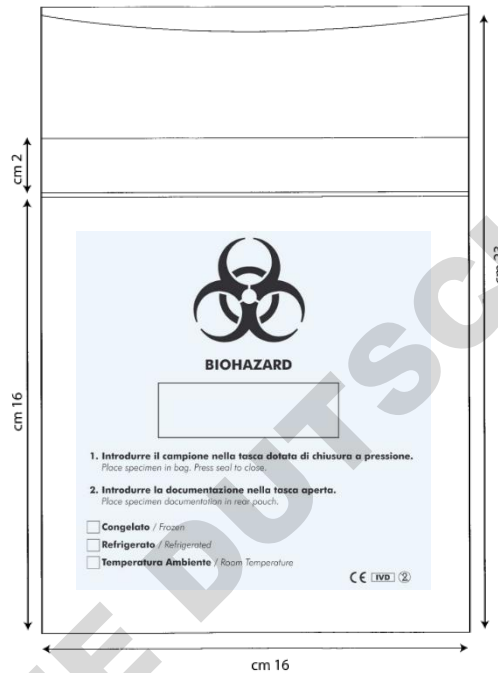 cm 2
cm 16
cm 23
BIOHAZARD
1. Introdurre il campione nella tasca dotata di chiusura a pressione.
Place specimen in bag. Press seal to close.
2. Introdurre la documentazione nella tasca aperta.
Place specimen documentation in rear pouch.
Congelato / Frozen
Refrigerato / Refrigerated
Temperatura Ambiente / Room Temperature
CE IVD 2
cm 16